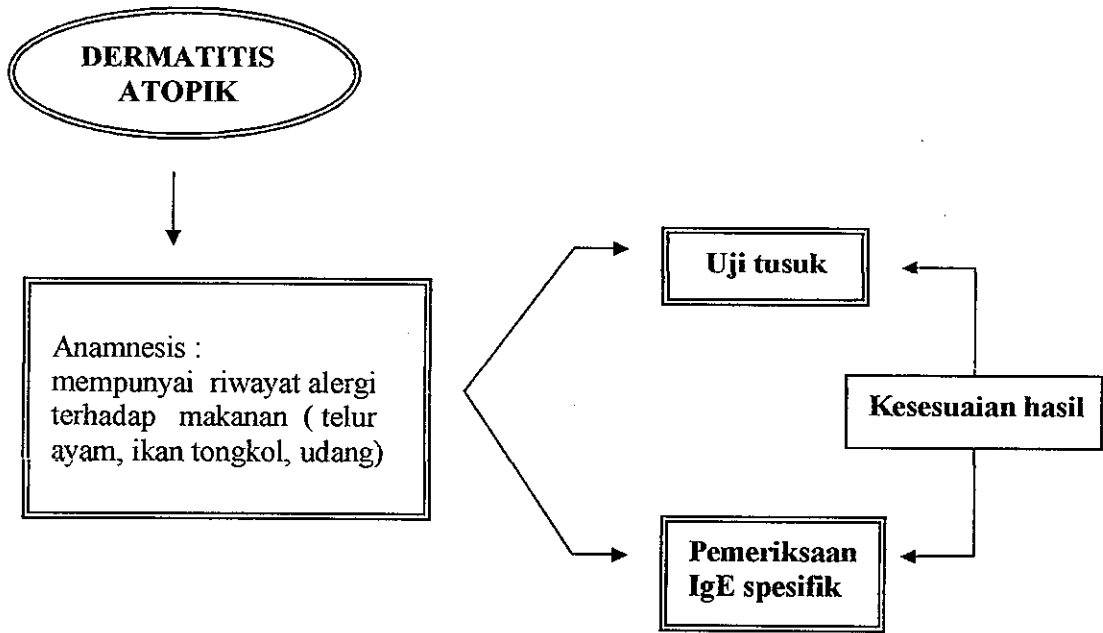 DERMATITIS
ATOPIK
Anamnesis :
mempunyai riwayat alergi
terhadap makanan ( telur
ayam, ikan tongkol, udang)
Uji tusuk
Kesesuaian hasil
Pemeriksaan
IgE spesifik